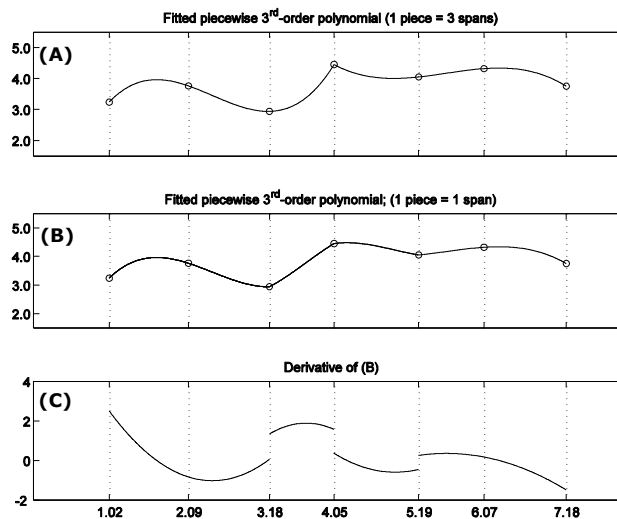 Fitted piecewise 3rd-order polynomial (1 piece = 3 spans)
(A)
5.0
4.0
3.0
2.0
Fitted piecewise 3rd-order polynomial; (1 piece = 1 span)
(B)
5.0
4.0
3.0
2.0
Derivative of (B)
(C)
4
2
0
-2
1.02 2.09 3.18 4.05 5.19 6.07 7.18